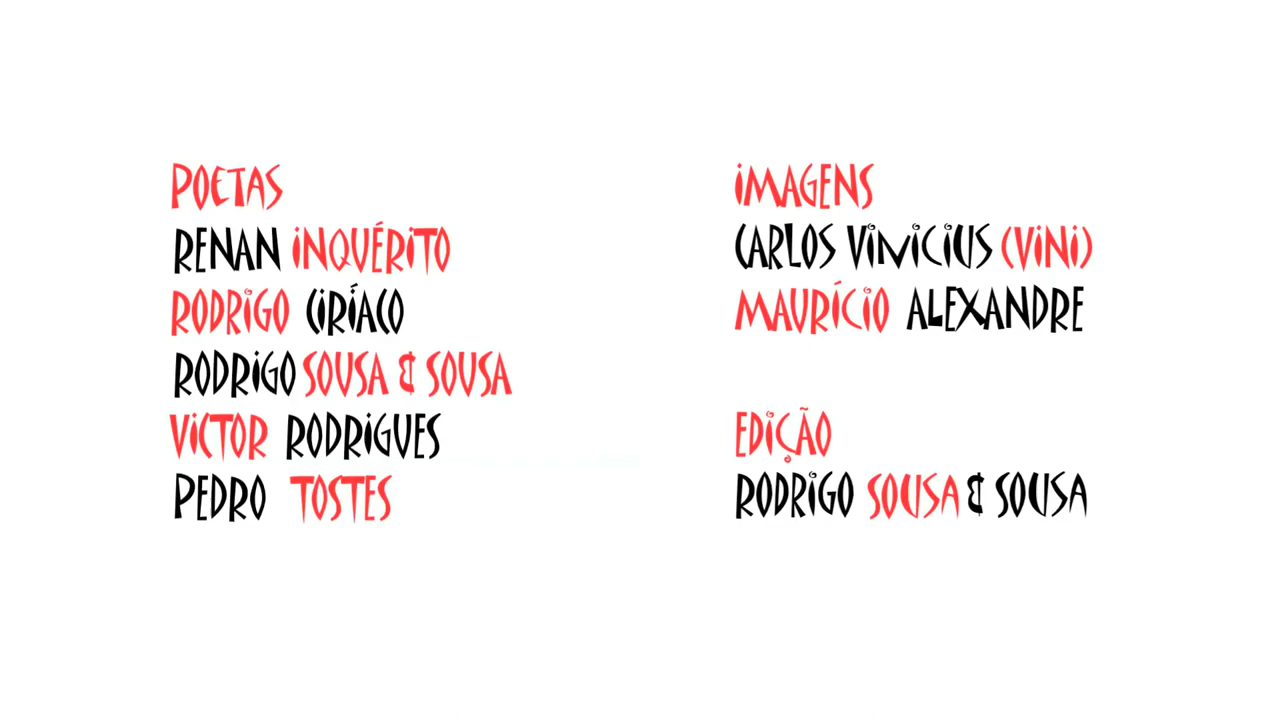 POETAS
RENAN INQUÉRITO
RODRIGO CIRÍACO
RODRIGO SOUSA & SOUSA
VICTOR RODRIGUES
PEDRO TOSTES
IMAGENS
CARLOS VINICIUS (VINI)
MAURÍCIO ALEXANDRE
EDIÇÃO
RODRIGO SOUSA & SOUSA